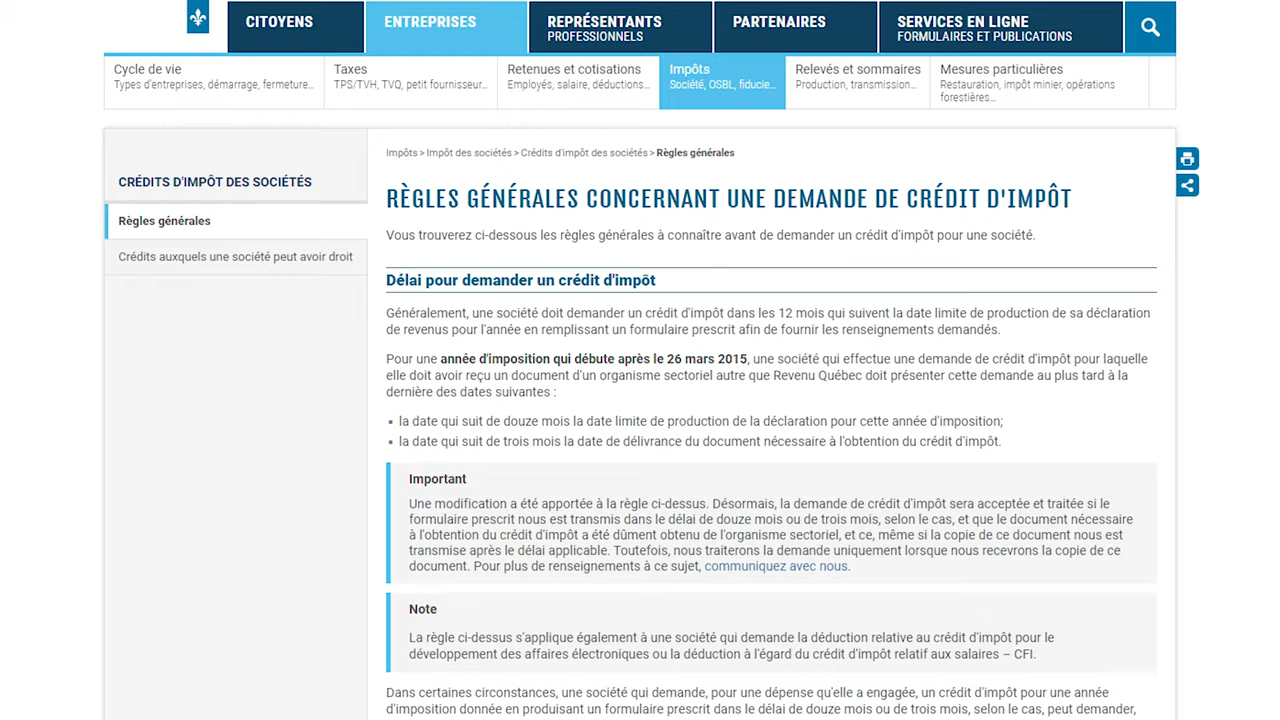 CITOYENS
ENTREPRISES
REPRÉSENTANTS
PROFESSIONNELS
PARTENAIRES
SERVICES EN LIGNE
FORMULAIRES ET PUBLICATIONS
Cycle de vie
Types d'entreprises, démarrage, fermeture...
Taxes
TPS/TVH, TVQ, petit fournisseur...
Retenues et cotisations
Employés, salaire, déductions...
Impôts
Société, OSBL, fiducie...
Relevés et sommaires
Production, transmission...
Mesures particulières
Restauration, impôt minier, opérations
forestières...
CRÉDITS D'IMPÔT DES SOCIÉTÉS
Règles générales
Crédits auxquels une société peut avoir droit
Impôts > Impôt des sociétés > Crédits d'impôt des sociétés > Règles générales
RÈGLES GÉNÉRALES CONCERNANT UNE DEMANDE DE CRÉDIT D'IMPÔT
Vous trouverez ci-dessous les règles générales à connaître avant de demander un crédit d'impôt pour une société.
Délai pour demander un crédit d'impôt
Généralement, une société doit demander un crédit d'impôt dans les 12 mois qui suivent la date limite de production de sa déclaration
de revenus pour l'année en remplissant un formulaire prescrit afin de fournir les renseignements demandés.
Pour une année d'imposition qui débute après le 26 mars 2015, une société qui effectue une demande de crédit d'impôt pour laquelle
elle doit avoir reçu un document d'un organisme sectoriel autre que Revenu Québec doit présenter cette demande au plus tard à la
dernière des dates suivantes :
▪ la date qui suit de douze mois la date limite de production de la déclaration pour cette année d'imposition;
▪ la date qui suit de trois mois la date de délivrance du document nécessaire à l'obtention du crédit d'impôt.
Important
Une modification a été apportée à la règle ci-dessus. Désormais, la demande de crédit d'impôt sera acceptée et traitée si le
formulaire prescrit nous est transmis dans le délai de douze mois ou de trois mois, selon le cas, et que le document nécessaire
à l'obtention du crédit d'impôt a été dûment obtenu de l'organisme sectoriel, et ce, même si la copie de ce document nous est
transmise après le délai applicable. Toutefois, nous traiterons la demande uniquement lorsque nous recevrons la copie de ce
document. Pour plus de renseignements à ce sujet, communiquez avec nous.
Note
La règle ci-dessus s'applique également à une société qui demande la déduction relative au crédit d'impôt pour le
développement des affaires électroniques ou la déduction à l'égard du crédit d'impôt relatif aux salaires – CFI.
Dans certaines circonstances, une société qui demande, pour une dépense qu'elle a engagée, un crédit d'impôt pour une année
d'imposition donnée en produisant un formulaire prescrit dans le délai de douze mois ou de trois mois, selon le cas, peut demander,